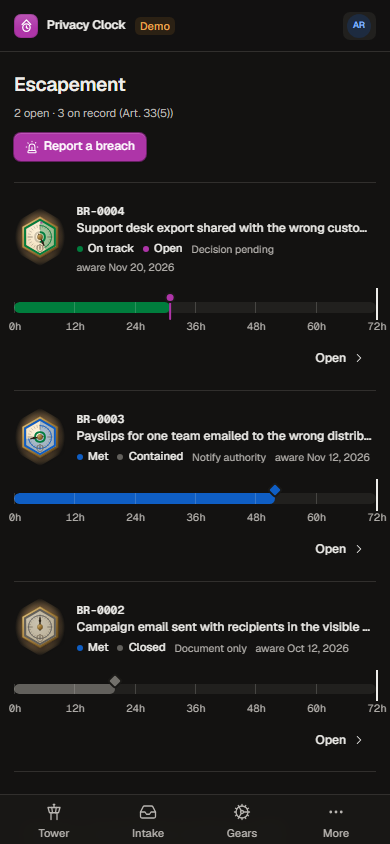 Privacy Clock Demo AR
Escapement
2 open · 3 on record (Art. 33(5))
Report a breach
BR-0004
Support desk export shared with the wrong custo…
On track Open Decision pending
aware Nov 20, 2026
0h 12h 24h 36h 48h 60h 72h
Open
BR-0003
Payslips for one team emailed to the wrong distrib…
Met Contained Notify authority aware Nov 12, 2026
0h 12h 24h 36h 48h 60h 72h
Open
BR-0002
Campaign email sent with recipients in the visible …
Met Closed Document only aware Oct 12, 2026
0h 12h 24h 36h 48h 60h 72h
Open
Tower Intake Gears More